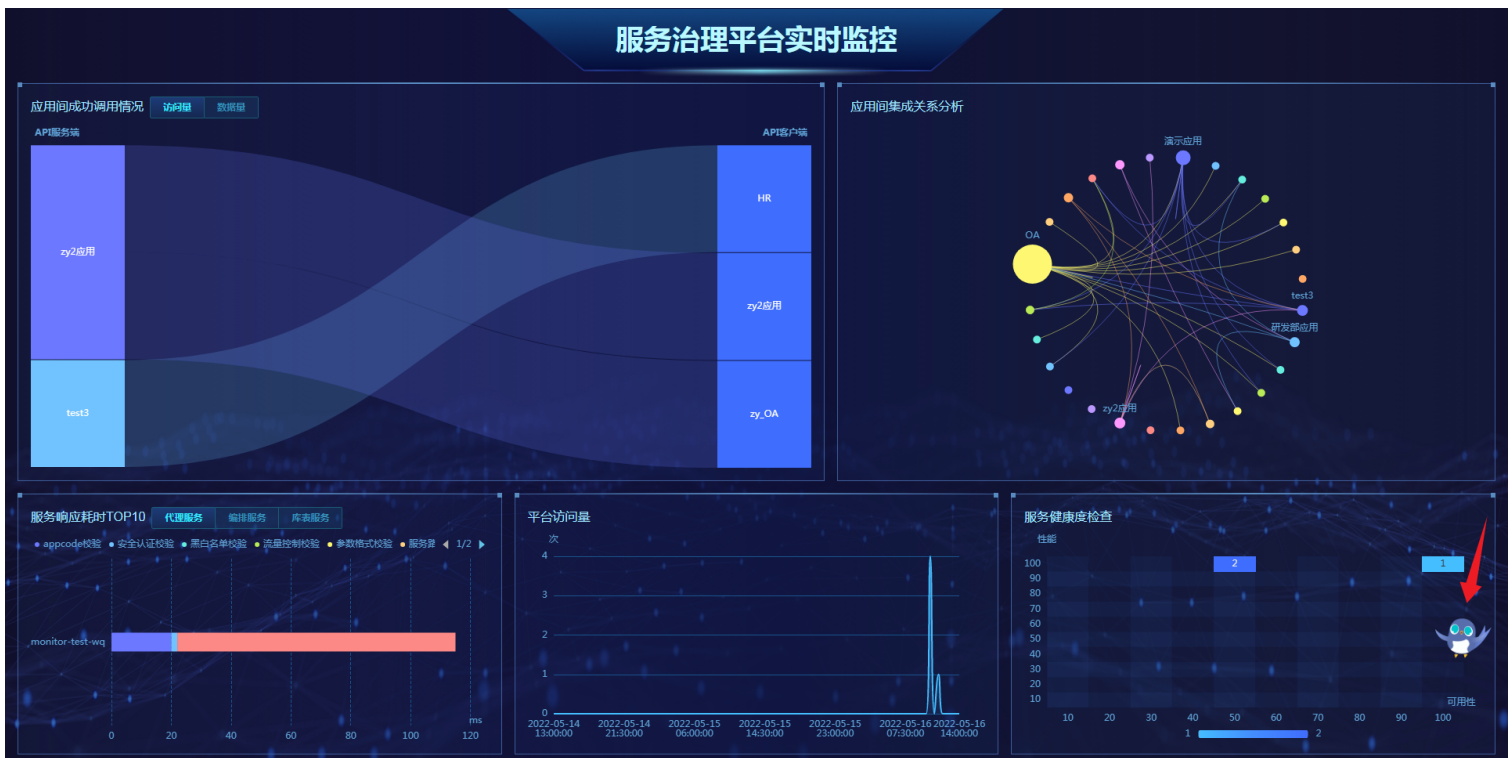 服务治理平台实时监控
应用间成功调用情况 访问量 数据量
API服务端 API客户端
zy2应用
test3
HR
zy2应用
zy_OA
应用间集成关系分析
演示应用
OA
test3
研发部应用
zy2应用
服务响应耗时TOP10 代理服务 编排服务 库表服务
appcode校验 安全认证校验 黑白名单校验 流量控制校验 参数格式校验 服务路 1/2
monitor-test-wq
ms
0 20 40 60 80 100 120
平台访问量
次
4
3
2
1
0
2022-05-14 2022-05-14 2022-05-15 2022-05-15 2022-05-15 2022-05-16 2022-05-16
13:00:00 21:30:00 06:00:00 14:30:00 23:00:00 07:30:00 14:00:00
服务健康度检查
性能
100 2 1
90
80
70
60
50
40
30
20
10
可用性
10 20 30 40 50 60 70 80 90 100
1 2